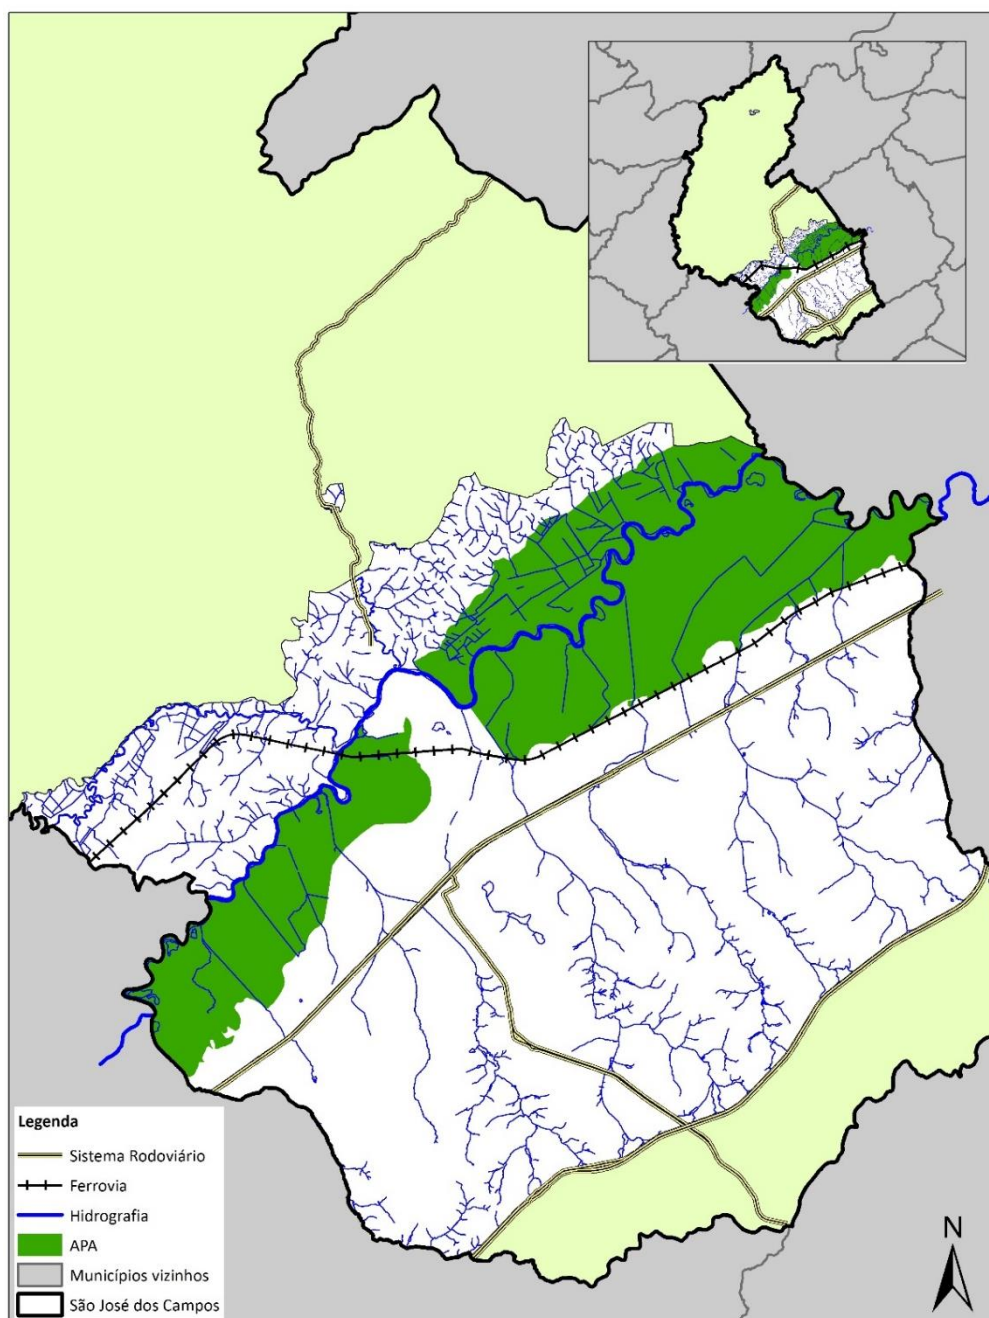 Legenda
Sistema Rodoviário
Ferrovia
Hidrografia
APA
Municípios vizinhos
São José dos Campos
N